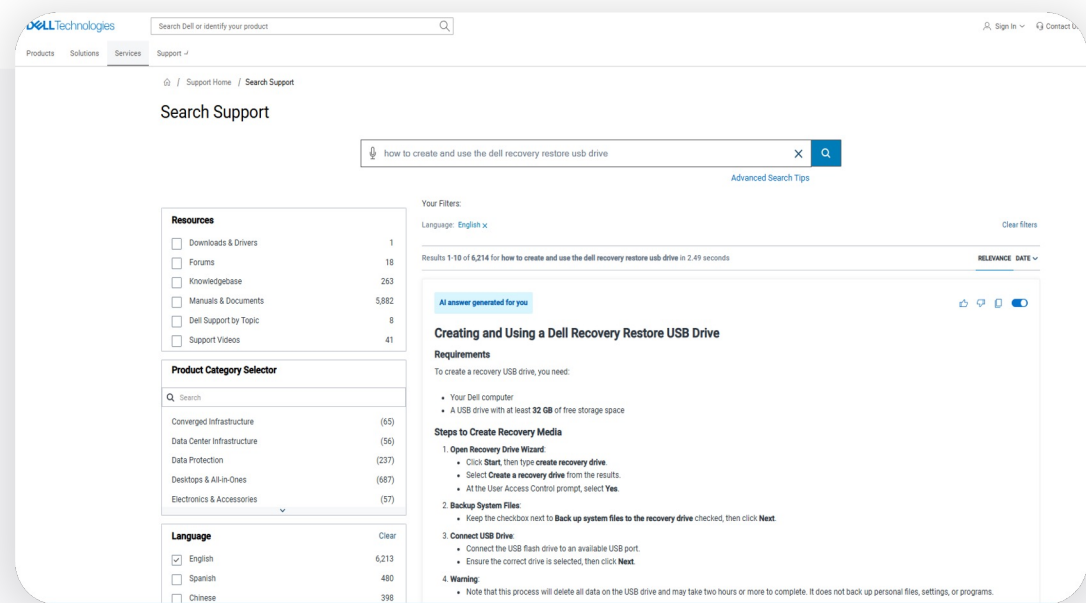 DELLTechnologies
Search Dell or identify your product
Sign In
Contact Us
Products Solutions Services Support
/ Support Home / Search Support
Search Support
how to create and use the dell recovery restore usb drive
Advanced Search Tips
Resources
Downloads & Drivers 1
Forums 18
Knowledgebase 263
Manuals & Documents 5,882
Dell Support by Topic 8
Support Videos 41
Product Category Selector
Search
Converged Infrastructure (65)
Data Center Infrastructure (56)
Data Protection (237)
Desktops & All-in-Ones (687)
Electronics & Accessories (57)
Language Clear
English 6,213
Spanish 480
Chinese 398
Your Filters:
Language: English x Clear filters
Results 1-10 of 6,214 for how to create and use the dell recovery restore usb drive in 2.49 seconds RELEVANCE DATE
AI answer generated for you
Creating and Using a Dell Recovery Restore USB Drive
Requirements
To create a recovery USB drive, you need:
• Your Dell computer
• A USB drive with at least 32 GB of free storage space
Steps to Create Recovery Media
1. Open Recovery Drive Wizard:
• Click Start, then type create recovery drive.
• Select Create a recovery drive from the results.
• At the User Access Control prompt, select Yes.
2. Backup System Files:
• Keep the checkbox next to Back up system files to the recovery drive checked, then click Next.
3. Connect USB Drive:
• Connect the USB flash drive to an available USB port.
• Ensure the correct drive is selected, then click Next.
4. Warning:
• Note that this process will delete all data on the USB drive and may take two hours or more to complete. It does not back up personal files, settings, or programs.